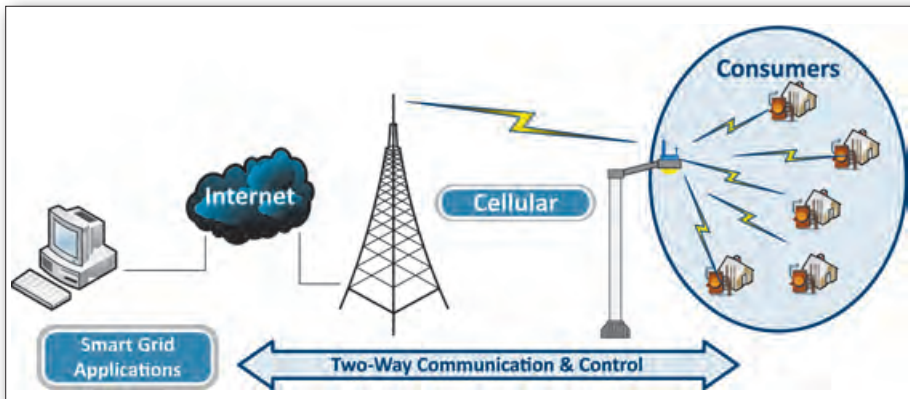 Consumers
Internet
Cellular
Smart Grid
Applications
Two-Way Communication & Control